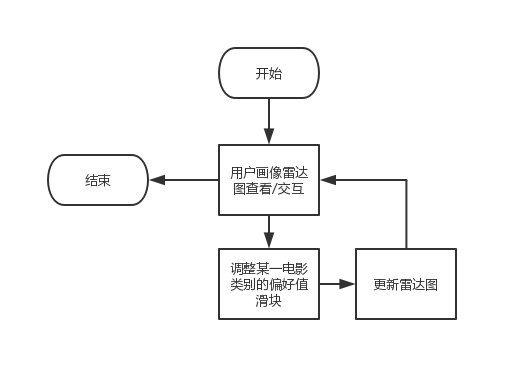 开始
用户画像雷达
图查看/交互
结束
调整某一电影
类别的偏好值
滑块
更新雷达图